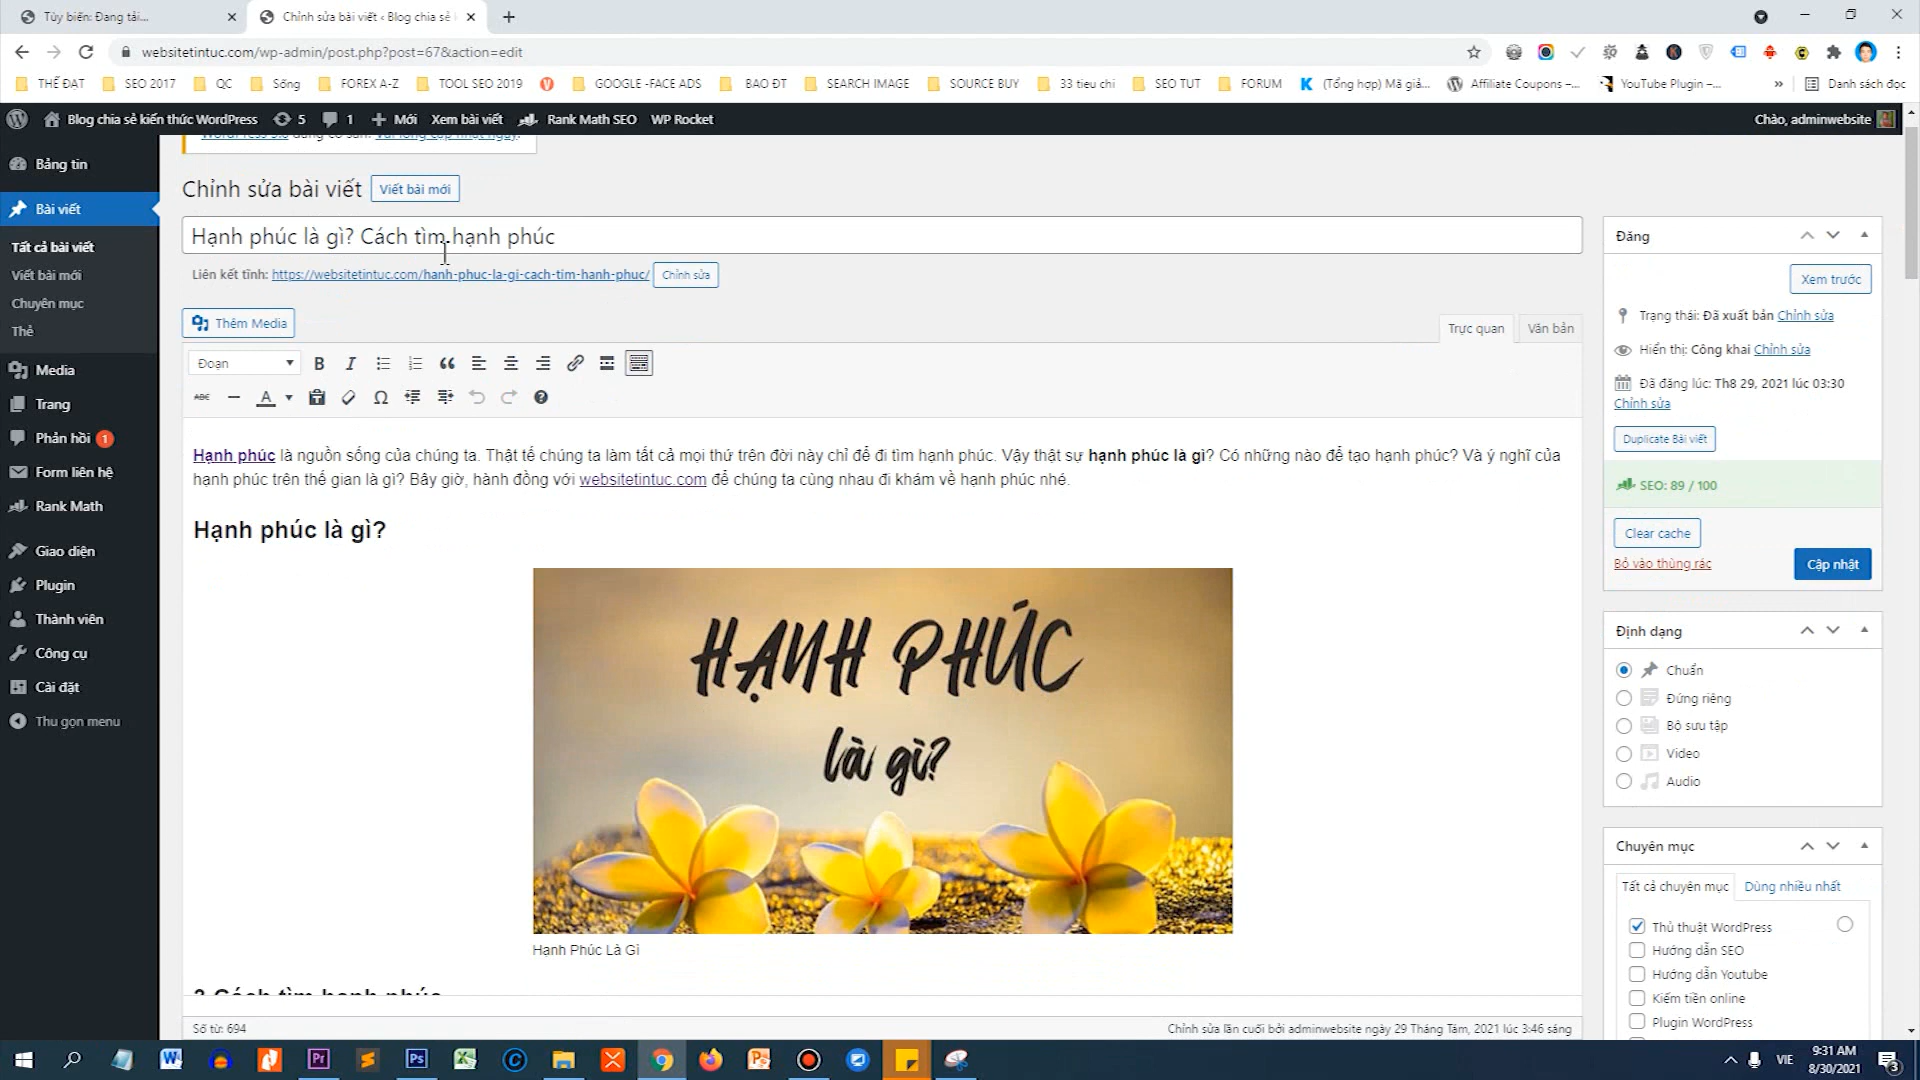 Tùy biến: Đang tải...
Chỉnh sửa bài viết ‹ Blog chia sẻ k
websitetintuc.com/wp-admin/post.php?post=67&action=edit
THẾ ĐẠT
SEO 2017
QC
Sống
FOREX A-Z
TOOL SEO 2019
GOOGLE -FACE ADS
BAO ĐT
SEARCH IMAGE
SOURCE BUY
33 tieu chi
SEO TUT
FORUM
(Tổng hợp) Mã giả...
Affiliate Coupons –...
YouTube Plugin –...
»
Danh sách đọc
Blog chia sẻ kiến thức WordPress
5
1
Mới
Xem bài viết
Rank Math SEO
WP Rocket
Chào, adminwebsite
Bảng tin
Bài viết
Tất cả bài viết
Viết bài mới
Chuyên mục
Thẻ
Media
Trang
Phản hồi 1
Form liên hệ
Rank Math
Giao diện
Plugin
Thành viên
Công cụ
Cài đặt
Thu gọn menu
Chỉnh sửa bài viết
Viết bài mới
Hạnh phúc là gì? Cách tìm hạnh phúc
Liên kết tĩnh: https://websitetintuc.com/hanh-phuc-la-gi-cach-tim-hanh-phuc/ Chỉnh sửa
Thêm Media
Trực quan
Văn bản
Đoạn
B I
ABC
A
Ω
Hạnh phúc là nguồn sống của chúng ta. Thật tế chúng ta làm tất cả mọi thứ trên đời này chỉ để đi tìm hạnh phúc. Vậy thật sự hạnh phúc là gì? Có những nào để tạo hạnh phúc? Và ý nghĩ của
hạnh phúc trên thế gian là gì? Bây giờ, hành đồng với websitetintuc.com để chúng ta cùng nhau đi khám về hạnh phúc nhé.
Hạnh phúc là gì?
HẠNH PHÚC
là gì?
Hạnh Phúc Là Gì
2 Cách tìm hạnh phúc
Số từ: 694
Chỉnh sửa lần cuối bởi adminwebsite ngày 29 Tháng Tám, 2021 lúc 3:46 sáng
Đăng
Xem trước
Trạng thái: Đã xuất bản Chỉnh sửa
Hiển thị: Công khai Chỉnh sửa
Đã đăng lúc: Th8 29, 2021 lúc 03:30
Chỉnh sửa
Duplicate Bài viết
SEO: 89 / 100
Clear cache
Bỏ vào thùng rác
Cập nhật
Định dạng
Chuẩn
Đứng riêng
Bộ sưu tập
Video
Audio
Chuyên mục
Tất cả chuyên mục
Dùng nhiều nhất
Thủ thuật WordPress
Hướng dẫn SEO
Hướng dẫn Youtube
Kiếm tiền online
Plugin WordPress
VIE
9:31 AM
8/30/2021
3